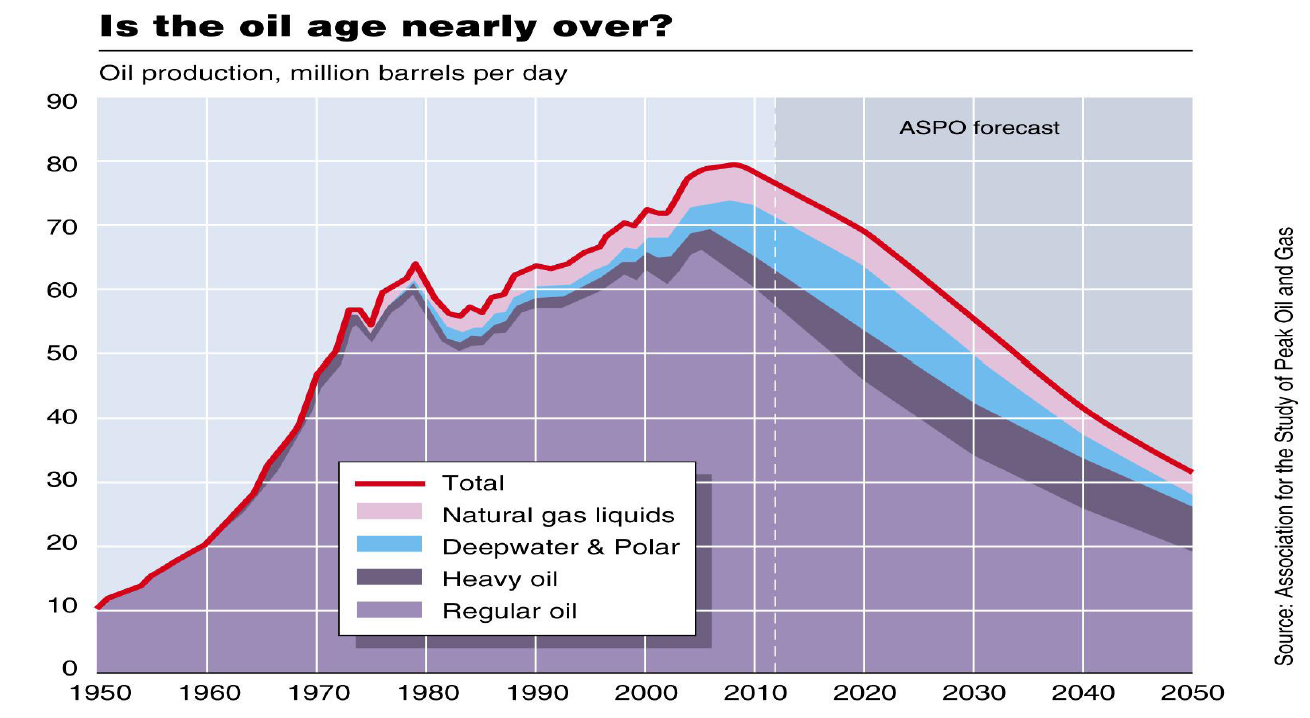 Is the oil age nearly over?
Oil production, million barrels per day
90
80
70
60
50
40
30
20
10
0
ASPO forecast
Total
Natural gas liquids
Deepwater & Polar
Heavy oil
Regular oil
1950 1960 1970 1980 1990 2000 2010 2020 2030 2040 2050
Source: Association for the Study of Peak Oil and Gas